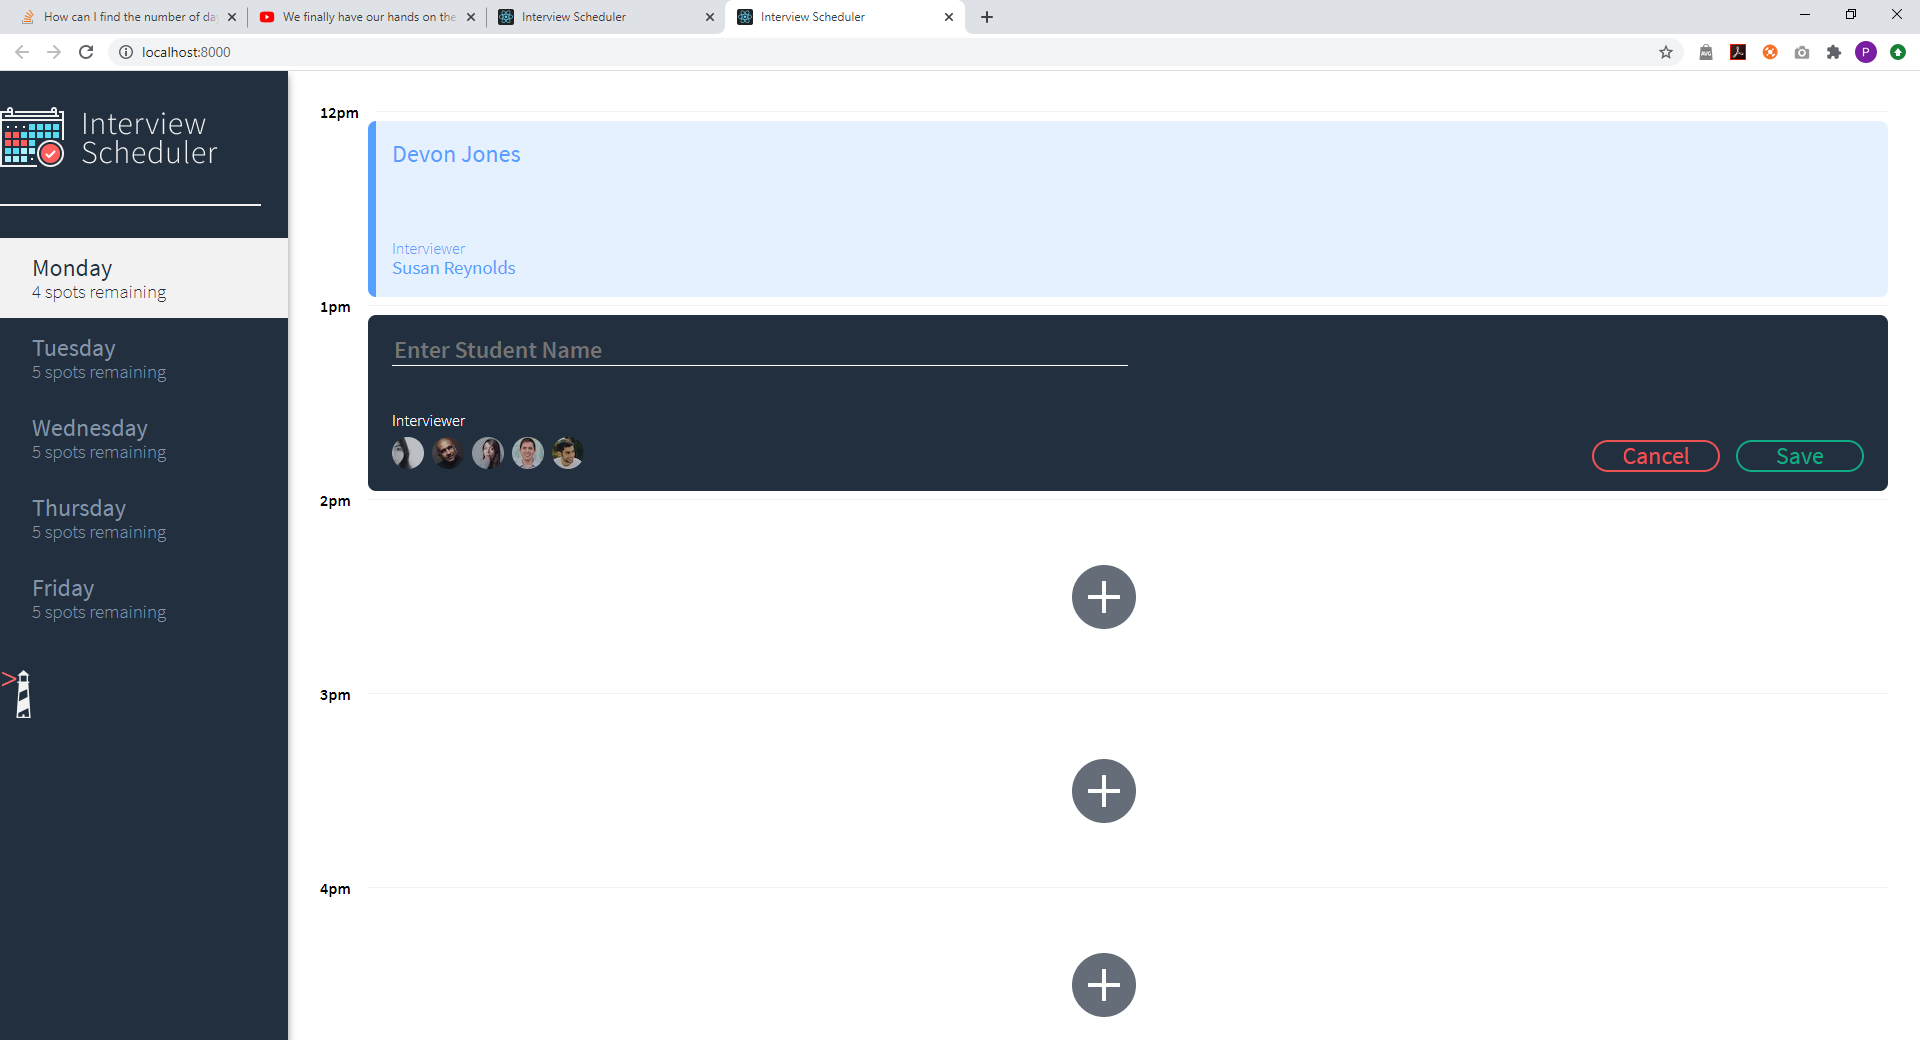 How can I find the number of da
We finally have our hands on the
Interview Scheduler
Interview Scheduler
localhost:8000
AVG
P
Interview
Scheduler
Monday
4 spots remaining
Tuesday
5 spots remaining
Wednesday
5 spots remaining
Thursday
5 spots remaining
Friday
5 spots remaining
12pm
Devon Jones
Interviewer
Susan Reynolds
1pm
Enter Student Name
Interviewer
Cancel
Save
2pm
3pm
4pm